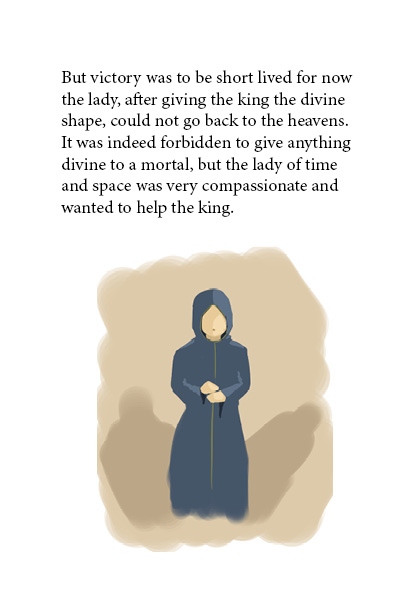 But victory was to be short lived for now
the lady, after giving the king the divine
shape, could not go back to the heavens.
It was indeed forbidden to give anything
divine to a mortal, but the lady of time
and space was very compassionate and
wanted to help the king.